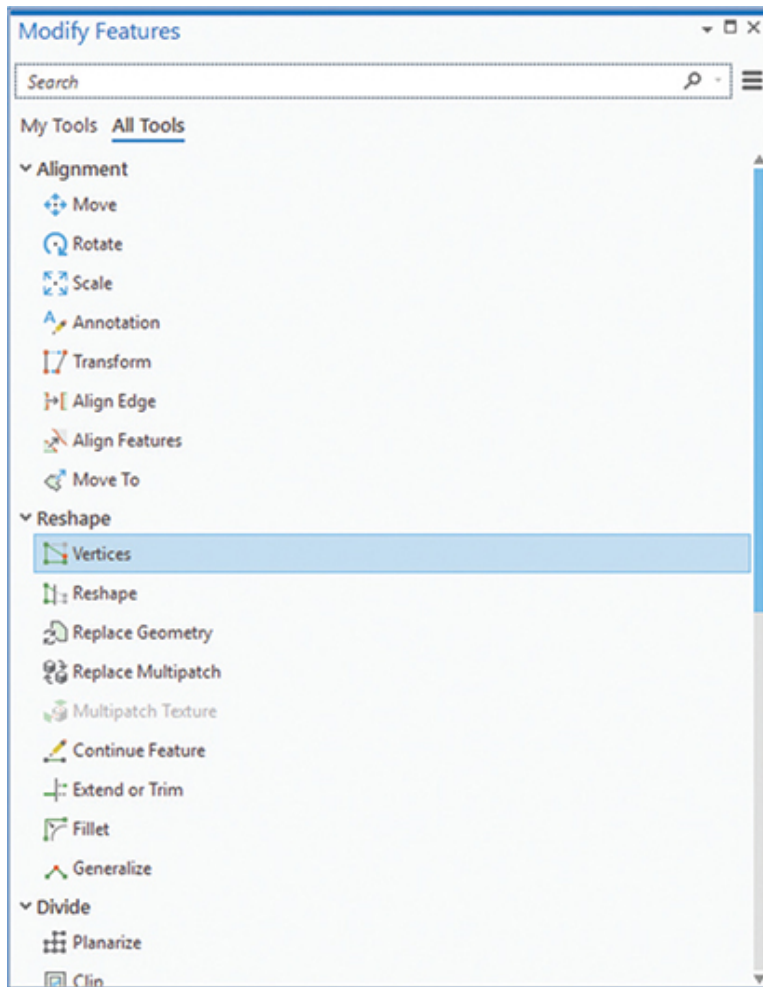 Modify Features
Search
My Tools All Tools
Alignment
Move
Rotate
Scale
Annotation
Transform
Align Edge
Align Features
Move To
Reshape
Vertices
Reshape
Replace Geometry
Replace Multipatch
Multipatch Texture
Continue Feature
Extend or Trim
Fillet
Generalize
Divide
Planarize
Clip